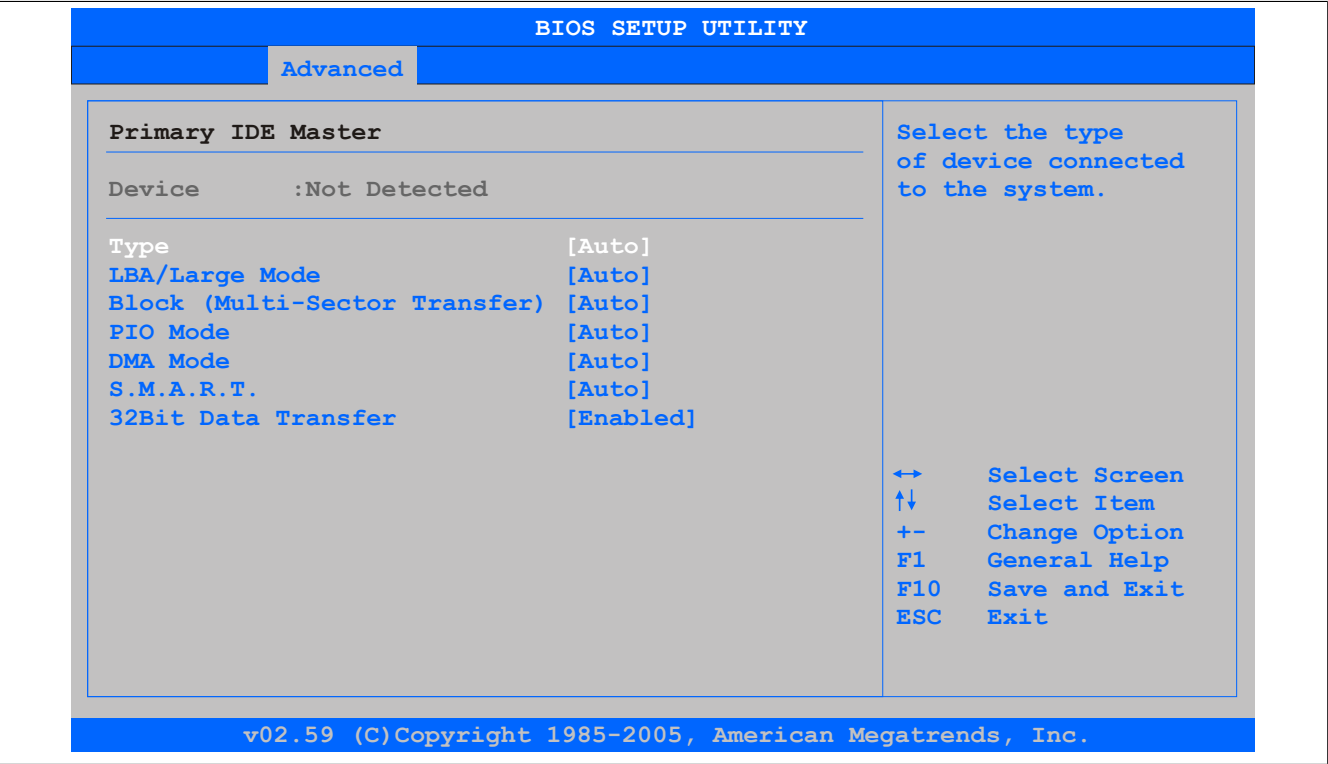 BIOS SETUP UTILITY
Advanced
Primary IDE Master
Device :Not Detected
Type [Auto]
LBA/Large Mode [Auto]
Block (Multi-Sector Transfer) [Auto]
PIO Mode [Auto]
DMA Mode [Auto]
S.M.A.R.T. [Auto]
32Bit Data Transfer [Enabled]
Select the type
of device connected
to the system.
↔ Select Screen
↑↓ Select Item
+- Change Option
F1 General Help
F10 Save and Exit
ESC Exit
v02.59 (C)Copyright 1985-2005, American Megatrends, Inc.